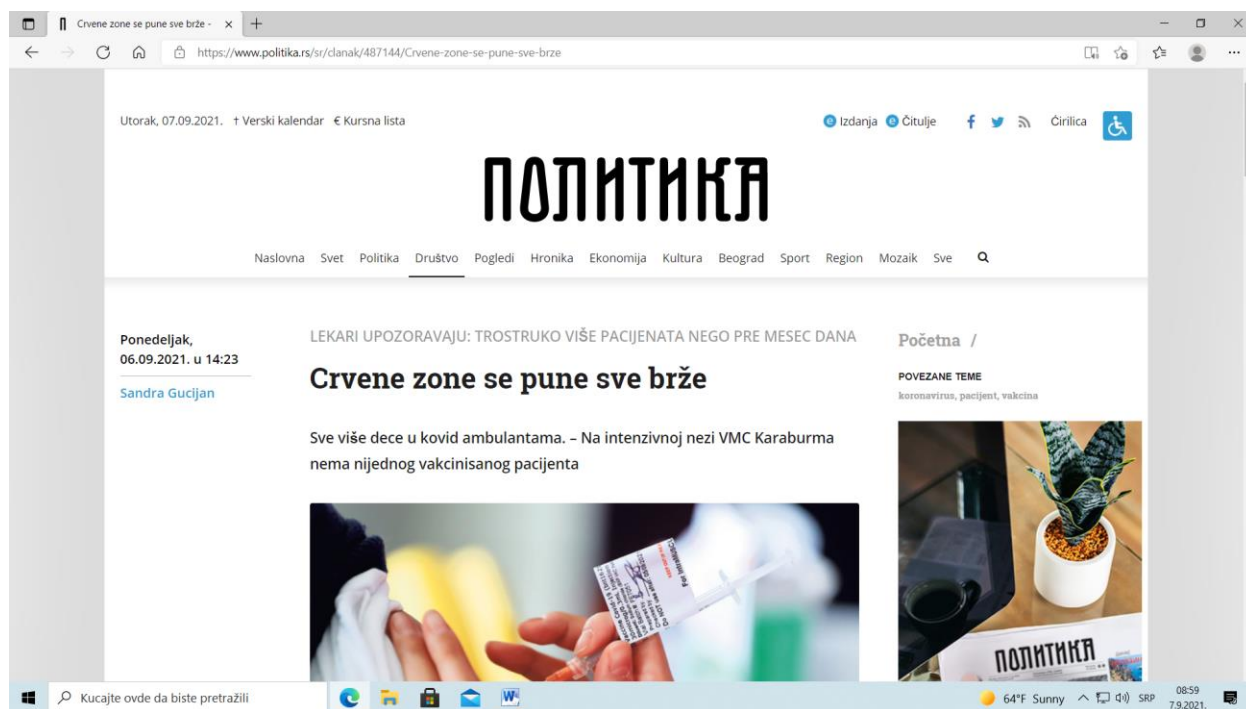 Crvene zone se pune sve brže -
https://www.politika.rs/sr/clanak/487144/Crvene-zone-se-pune-sve-brze
Utorak, 07.09.2021. † Verski kalendar € Kursna lista
e Izdanja e Čitulje Ćirilica
ПОЛИТИКА
Naslovna Svet Politika Društvo Pogledi Hronika Ekonomija Kultura Beograd Sport Region Mozaik Sve
Ponedeljak,
06.09.2021. u 14:23
Sandra Gucijan
LEKARI UPOZORAVAJU: TROSTRUKO VIŠE PACIJENATA NEGO PRE MESEC DANA
Crvene zone se pune sve brže
Sve više dece u kovid ambulantama. – Na intenzivnoj nezi VMC Karaburma
nema nijednog vakcinisanog pacijenta
Početna /
POVEZANE TEME
koronavirus, pacijent, vakcina
ПОЛИТИКА
Kucajte ovde da biste pretražili
64°F Sunny
SRP
08:59
7.9.2021.